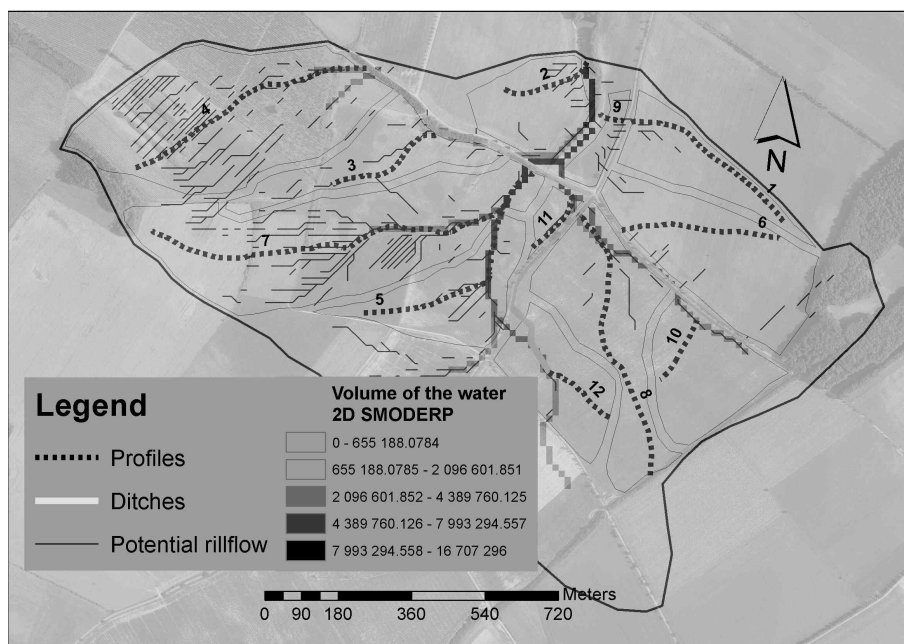 2
4
9
3
1
11
6
7
5
10
12
8
N
Legend
Profiles
Ditches
Potential rillflow
Volume of the water
2D SMODERP
0 - 655 188.0784
655 188.0785 - 2 096 601.851
2 096 601.852 - 4 389 760.125
4 389 760.126 - 7 993 294.557
7 993 294.558 - 16 707 296
Meters
0 90 180 360 540 720